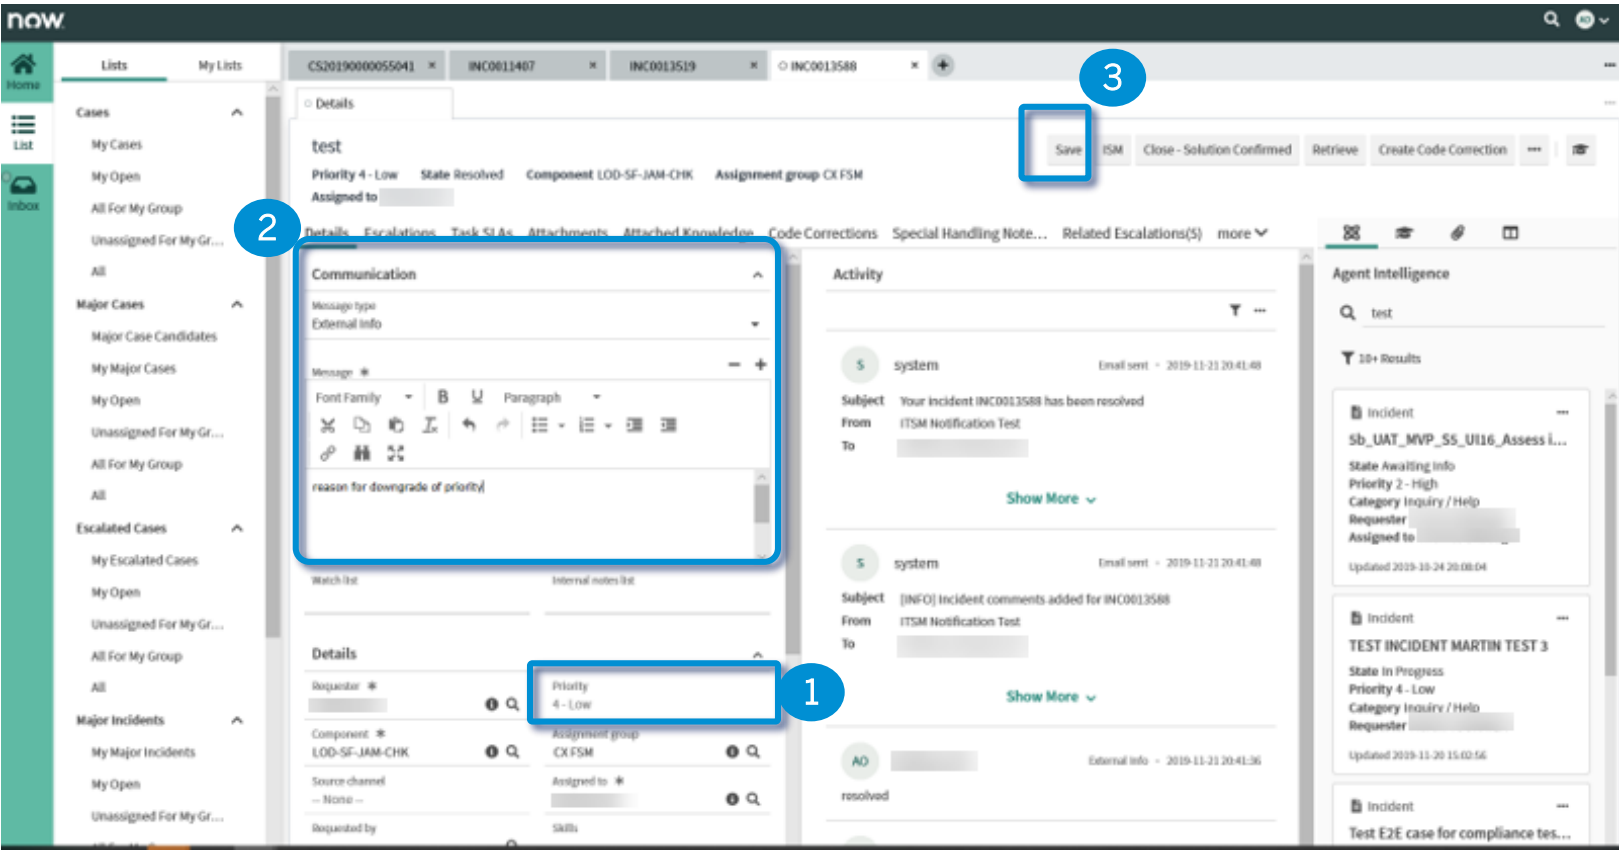 now
AO
Home
List
Inbox
Lists
My Lists
Cases
My Cases
My Open
All For My Group
Unassigned For My Gr...
All
Major Cases
Major Case Candidates
My Major Cases
My Open
Unassigned For My Gr...
All For My Group
All
Escalated Cases
My Escalated Cases
My Open
Unassigned For My Gr...
All For My Group
All
Major Incidents
My Major Incidents
My Open
Unassigned For My Gr...
CS20190000055041
INC0011407
INC0013519
INC0013588
3
Details
test
Save
ISM
Close - Solution Confirmed
Retrieve
Create Code Correction
Priority 4 - Low State Resolved Component LOD-SF-JAM-CHK Assignment group CX FSM
Assigned to
2
Details Escalations Task SLAs Attachments Attached Knowledge Code Corrections Special Handling Note... Related Escalations(5) more
Communication
Message type
External Info
Message *
Font Family
B
U
Paragraph
reason for downgrade of priority
Watch list
Internal notes list
Details
Requester *
Priority
4 - Low
1
Component *
LOD-SF-JAM-CHK
Assignment group
CX FSM
Source channel
-- None --
Assigned to *
Requested by
Skills
Activity
S
system
Email sent • 2019-11-21 20:41:48
Subject Your incident INC0013588 has been resolved
From ITSM Notification Test
To
Show More
S
system
Email sent • 2019-11-21 20:41:48
Subject [INFO] Incident comments added for INC0013588
From ITSM Notification Test
To
Show More
AO
External Info • 2019-11-21 20:41:36
resolved
Agent Intelligence
test
10+ Results
Incident
Sb_UAT_MVP_S5_UI16_Assess i...
State Awaiting Info
Priority 2 - High
Category Inquiry / Help
Requester
Assigned to
Updated 2019-10-24 20:08:04
Incident
TEST INCIDENT MARTIN TEST 3
State In Progress
Priority 4 - Low
Category Inquiry / Help
Requester
Updated 2019-11-20 15:02:56
Incident
Test E2E case for compliance tes...